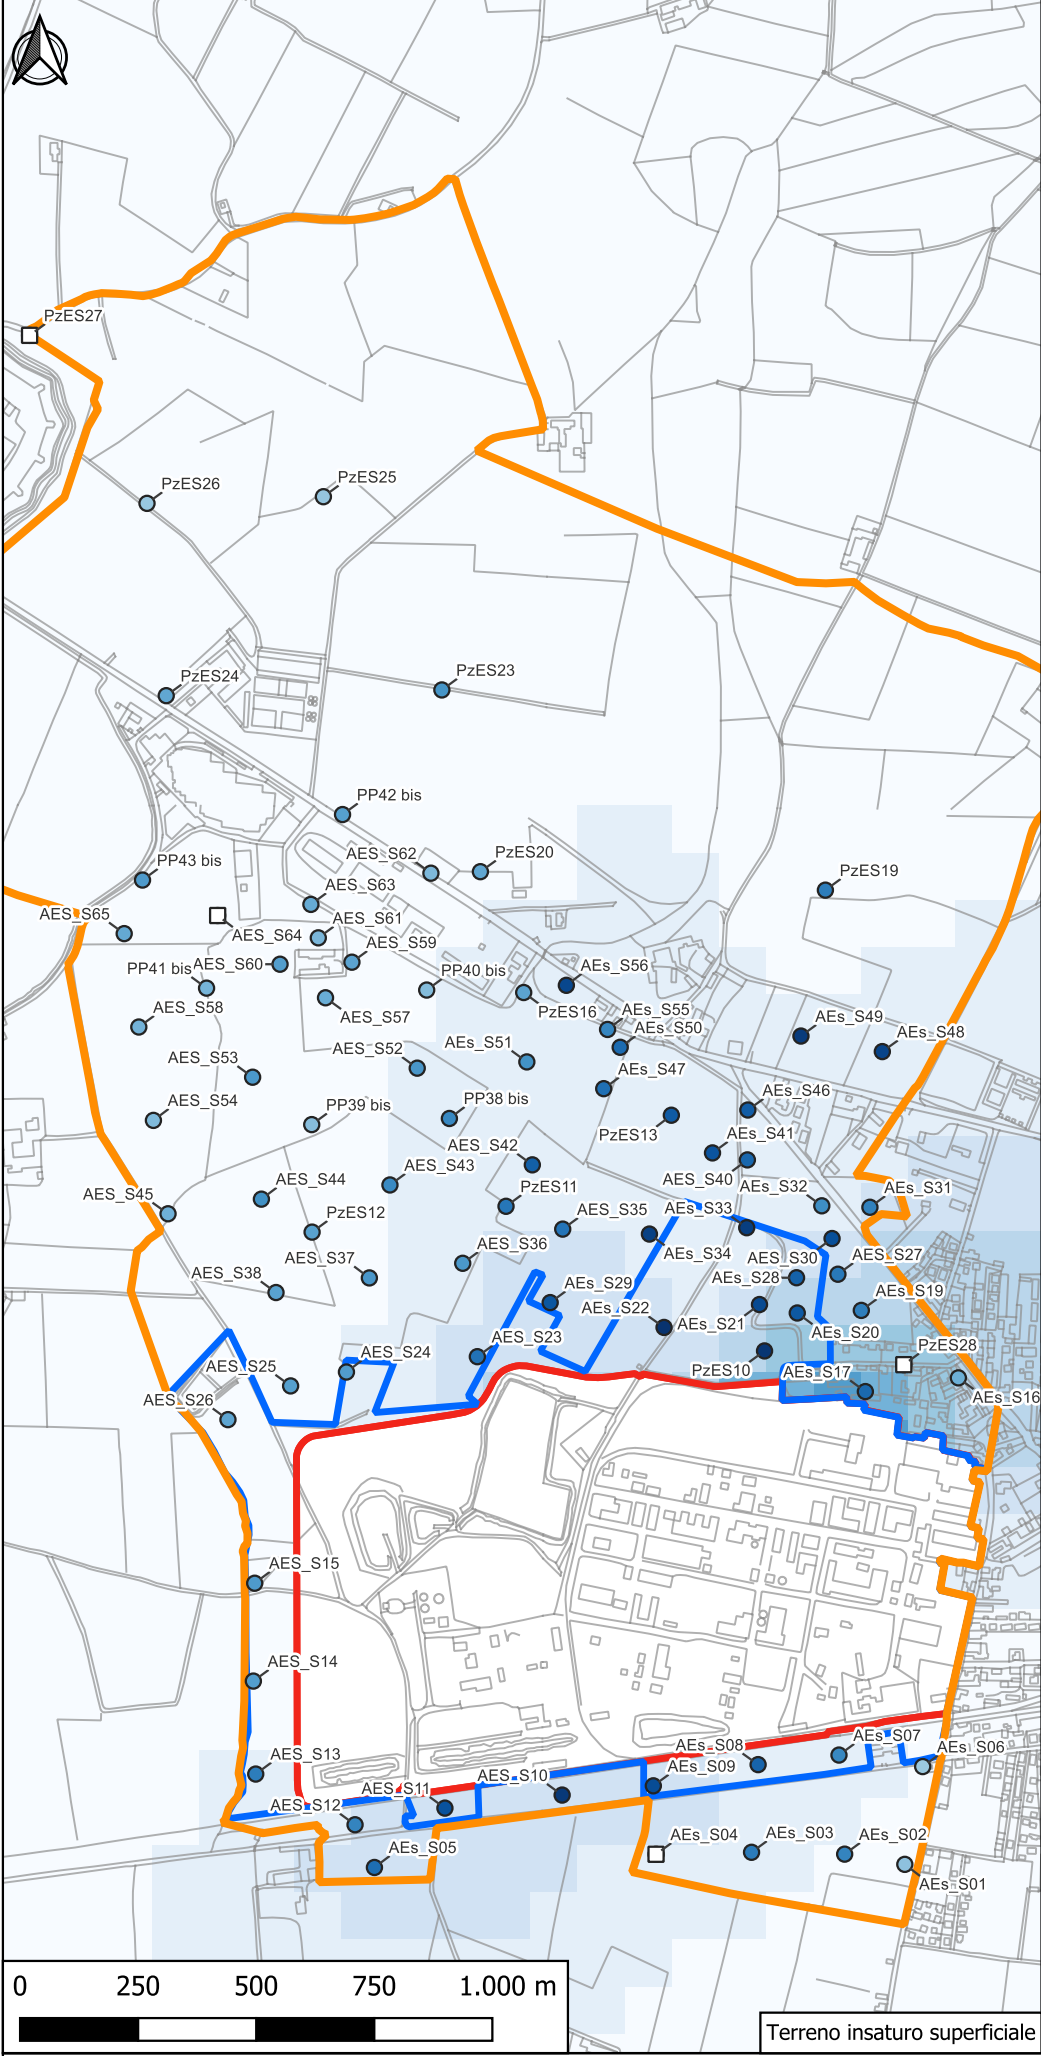 PzES27
PzES25
PzES26
PzES23
PzES24
PP42 bis
AES_S62
PzES20
PP43 bis
PzES19
AES_S63
AES_S65
AES_S61
AES_S64
AES_S59
AES_S60
PP41 bis
PP40 bis
AEs_S56
AES_S58
AES_S57
PzES16
AEs_S55
AEs_S49
AEs_S50
AEs_S48
AES_S52
AEs_S51
AES_S53
AEs_S47
AES_S54
PP39 bis
PP38 bis
AEs_S46
PzES13
AEs_S41
AES_S42
AES_S43
AEs_S40
AES_S44
PzES11
AEs_S32
AEs_S31
AES_S45
PzES12
AES_S35
AEs_S33
AES_S36
AEs_S34
AEs_S30
AEs_S27
AES_S37
AEs_S28
AES_S38
AEs_S29
AEs_S19
AEs_S22
AEs_S21
AEs_S20
AES_S23
AES_S24
PzES10
AEs_S17
PzES28
AES_S25
AES_S26
AEs_S16
AES_S15
AES_S14
AES_S13
AEs_S08
AEs_S07
AEs_S06
AES_S11
AES_S10
AEs_S09
AES_S12
AEs_S05
AEs_S04
AEs_S03
AEs_S02
AEs_S01
0 250 500 750 1.000 m
Terreno insaturo superficiale